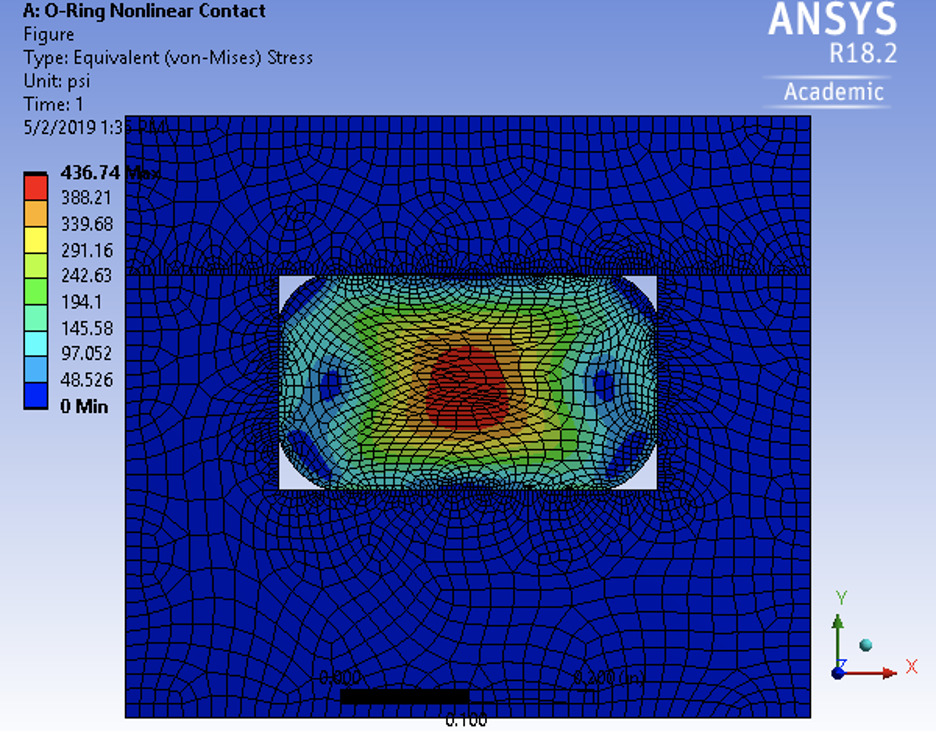 A: O-Ring Nonlinear Contact
Figure
Type: Equivalent (von-Mises) Stress
Unit: psi
Time: 1
5/2/2019 1:35 PM
ANSYS
R18.2
Academic
436.74 Max
388.21
339.68
291.16
242.63
194.1
145.58
97.052
48.526
0 Min
0.000
0.200 (in)
0.100
Y
Z
X